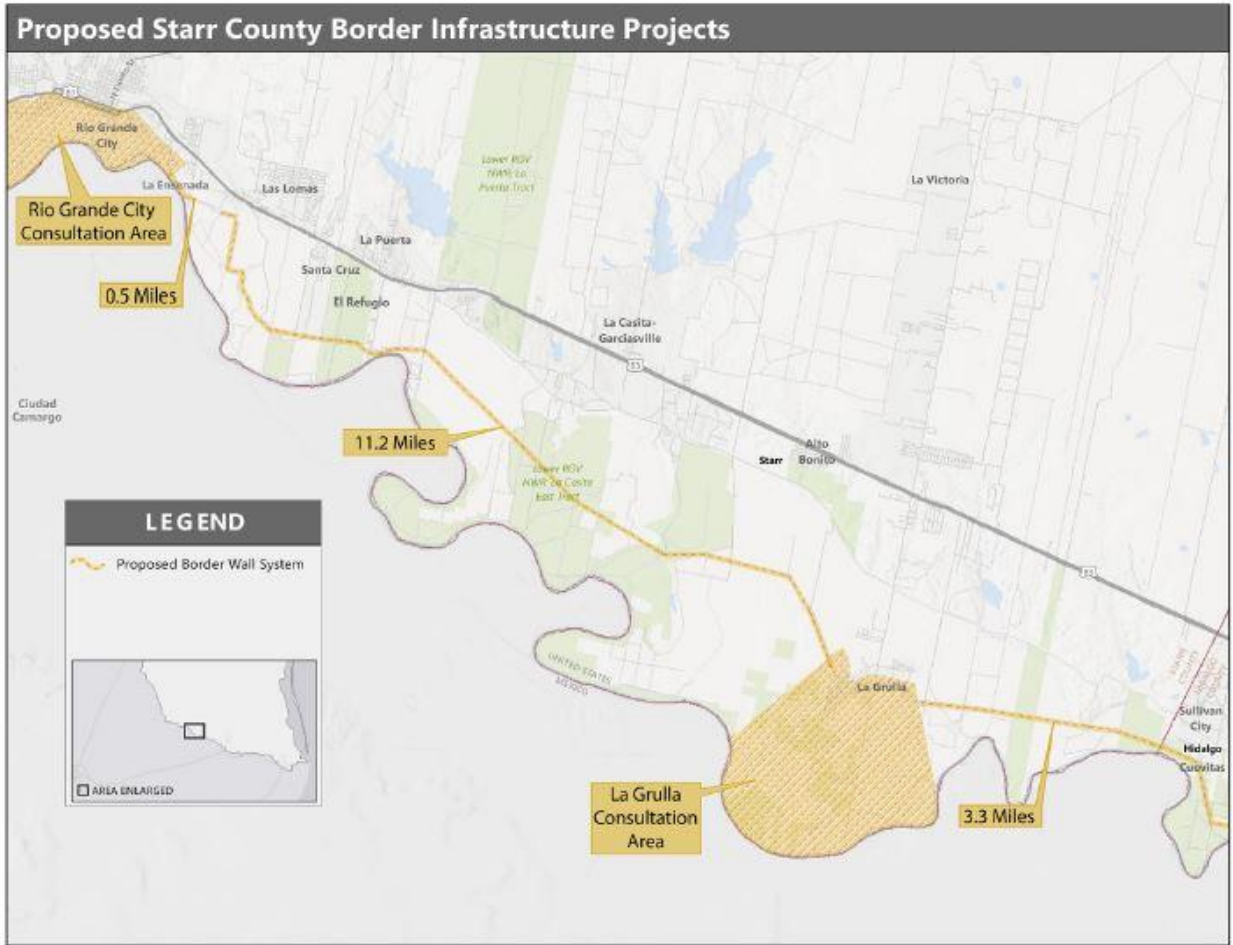 Proposed Starr County Border Infrastructure Projects
83
Rio Grande
City
La Ensenada
Las Lomas
Rio Grande City
Consultation Area
0.5 Miles
La Puerta
Santa Cruz
El Refugio
Lower RGV
NWR La
Puerta Tract
La Victoria
La Casita-
Garciasville
83
Ciudad
Camargo
11.2 Miles
Lower RGV
NWR La Casita
East Tract
Starr
Alto
Bonito
83
LEGEND
Proposed Border Wall System
AREA ENLARGED
UNITED STATES
MEXICO
La Grulla
La Grulla
Consultation
Area
3.3 Miles
Sullivan
City
Hidalgo
Cuevitas